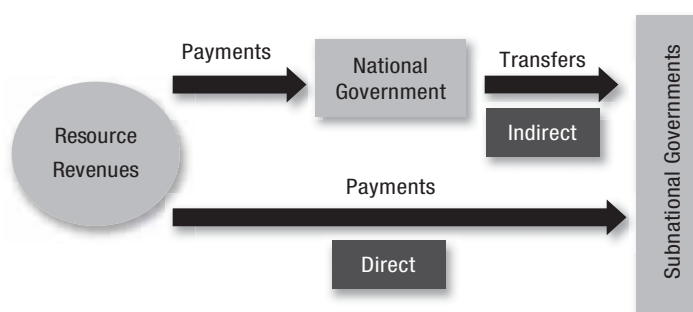 Payments
National
Government
Transfers
Indirect
Resource
Revenues
Payments
Direct
Subnational Governments